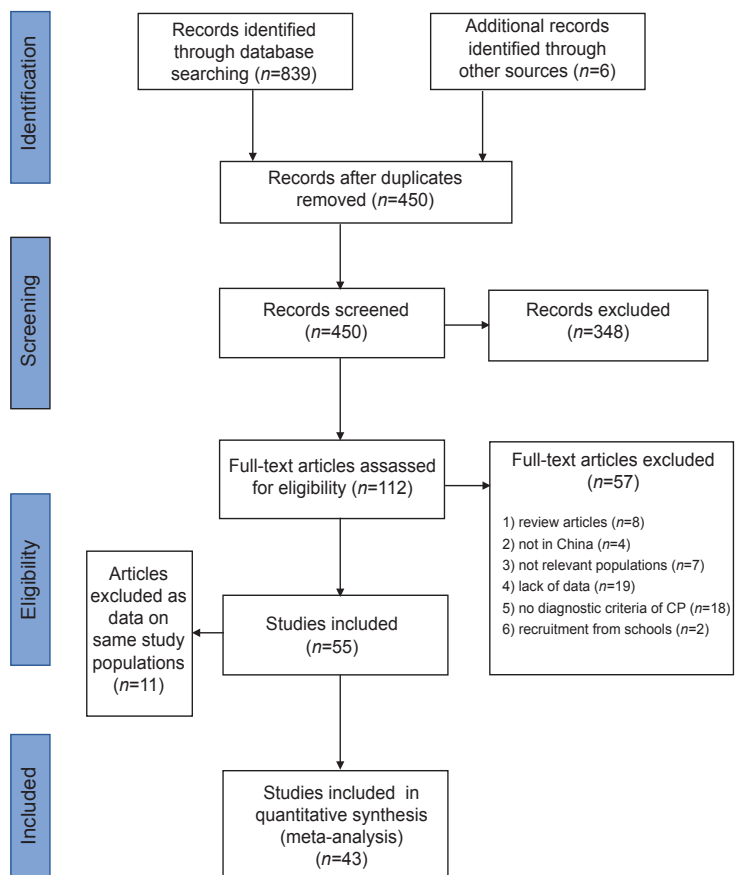 Identification
Records identified
through database
searching (n=839)
Additional records
identified through
other sources (n=6)
Records after duplicates
removed (n=450)
Screening
Records screened
(n=450)
Records excluded
(n=348)
Eligibility
Full-text articles assassed
for eligibility (n=112)
Full-text articles excluded
(n=57)
1) review articles (n=8)
2) not in China (n=4)
3) not relevant populations (n=7)
4) lack of data (n=19)
5) no diagnostic criteria of CP (n=18)
6) recruitment from schools (n=2)
Articles
excluded as
data on
same study
populations
(n=11)
Studies included
(n=55)
Included
Studies included in
quantitative synthesis
(meta-analysis)
(n=43)